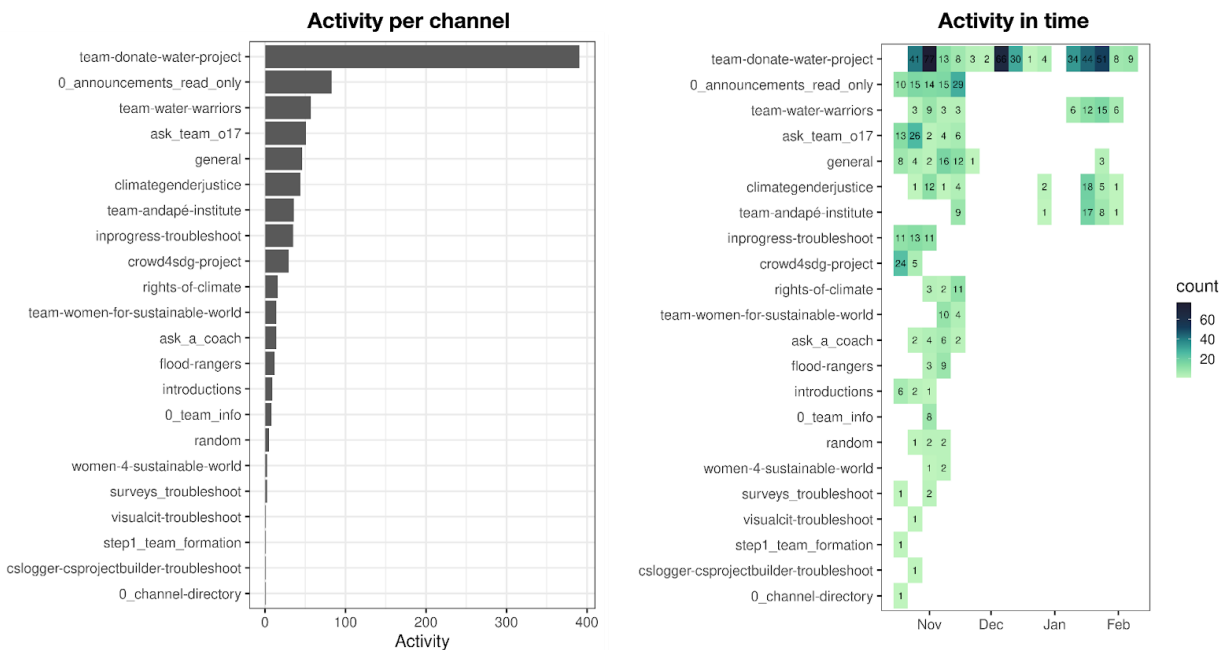 Activity per channel
team-donate-water-project
0_announcements_read_only
team-water-warriors
ask_team_o17
general
climategenderjustice
team-andapé-institute
inprogress-troubleshoot
crowd4sdg-project
rights-of-climate
team-women-for-sustainable-world
ask_a_coach
flood-rangers
introductions
0_team_info
random
women-4-sustainable-world
surveys_troubleshoot
visualcit-troubleshoot
step1_team_formation
cslogger-csprojectbuilder-troubleshoot
0_channel-directory
0 100 200 300 400
Activity
Activity in time
team-donate-water-project 41 77 13 8 3 2 66 30 1 4 34 44 51 8 9
0_announcements_read_only 10 15 14 15 29
team-water-warriors 3 9 3 3 6 12 15 6
ask_team_o17 13 26 2 4 6
general 8 4 2 16 12 1 3
climategenderjustice 1 12 1 4 2 18 5 1
team-andapé-institute 9 1 17 8 1
inprogress-troubleshoot 11 13 11
crowd4sdg-project 24 5
rights-of-climate 3 2 11
team-women-for-sustainable-world 10 4
ask_a_coach 2 4 6 2
flood-rangers 3 9
introductions 6 2 1
0_team_info 8
random 1 2 2
women-4-sustainable-world 1 2
surveys_troubleshoot 1 2
visualcit-troubleshoot 1
step1_team_formation 1
cslogger-csprojectbuilder-troubleshoot 1
0_channel-directory 1
Nov Dec Jan Feb
count
60
40
20